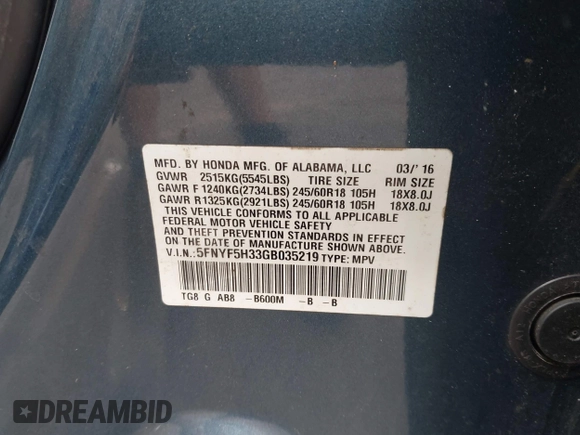 MFD. BY HONDA MFG. OF ALABAMA, LLC 03/'16
GVWR 2515KG(5545LBS) TIRE SIZE RIM SIZE
GAWR F 1240KG(2734LBS) 245/60R18 105H 18X8.0J
GAWR R1325KG(2921LBS) 245/60R18 105H 18X8.0J
THIS VEHICLE CONFORMS TO ALL APPLICABLE
FEDERAL MOTOR VEHICLE SAFETY
AND THEFT PREVENTION STANDARDS IN EFFECT
ON THE DATE OF MANUFACTURE SHOWN ABOVE.
V.I.N.:5FNYF5H33GB035219 TYPE: MPV
TG8 G AB8 -B600M -B -B
DREAMBID